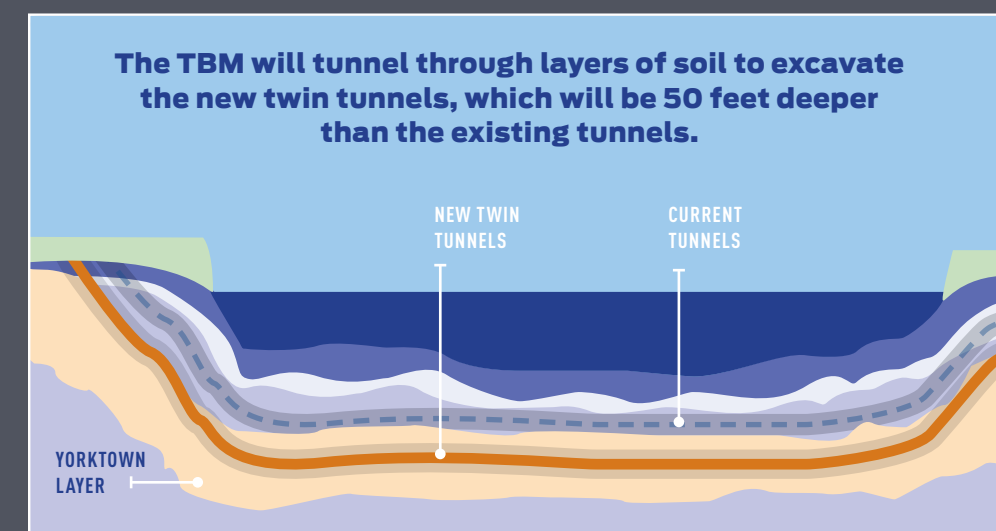 The TBM will tunnel through layers of soil to excavate
the new twin tunnels, which will be 50 feet deeper
than the existing tunnels.
NEW TWIN
TUNNELS
CURRENT
TUNNELS
YORKTOWN
LAYER